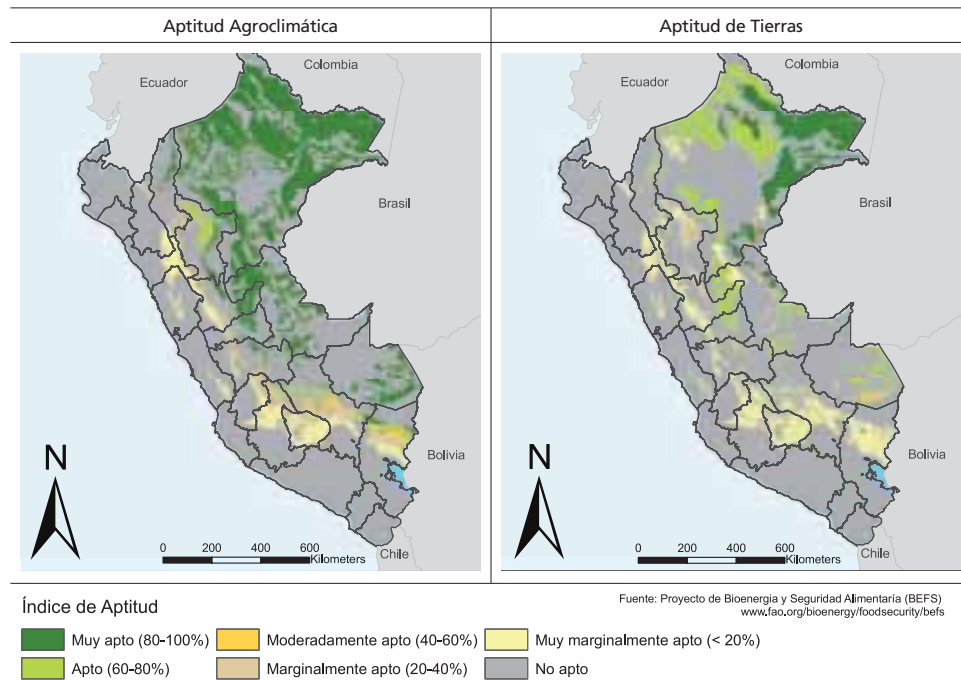 Aptitud Agroclimática
Aptitud de Tierras
Colombia
Ecuador
Brasil
Bolivia
Chile
N
0 200 400 600
Kilometers
Colombia
Ecuador
Brasil
Bolivia
Chile
N
0 200 400 600
Kilometers
Índice de Aptitud
Fuente: Proyecto de Bioenergia y Seguridad Alimentaría (BEFS)
www.fao.org/bioenergy/foodsecurity/befs
Muy apto (80-100%)
Moderadamente apto (40-60%)
Muy marginalmente apto (< 20%)
Apto (60-80%)
Marginalmente apto (20-40%)
No apto